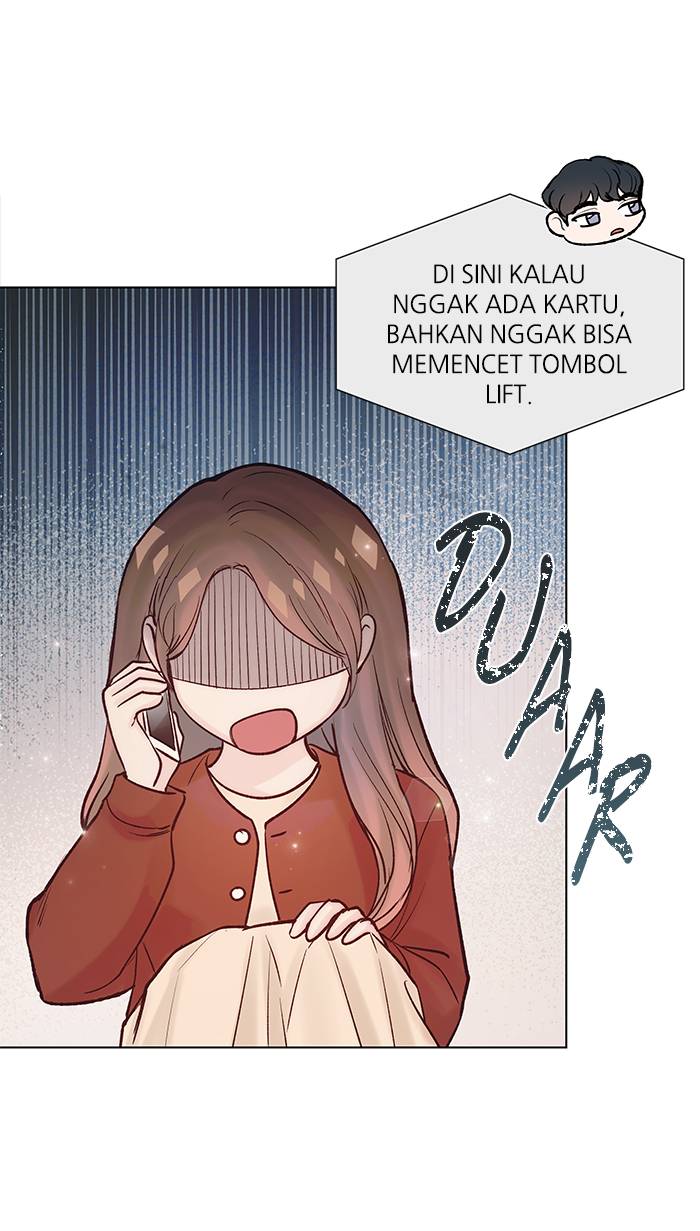 DI SINI KALAU
NGGAK ADA KARTU,
BAHKAN NGGAK BISA
MEMENCET TOMBOL
LIFT.
DUAAR